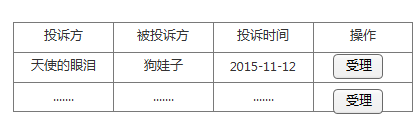 投诉方 被投诉方 投诉时间 操作
天使的眼泪 狗娃子 2015-11-12 受理
....... ....... ....... 受理